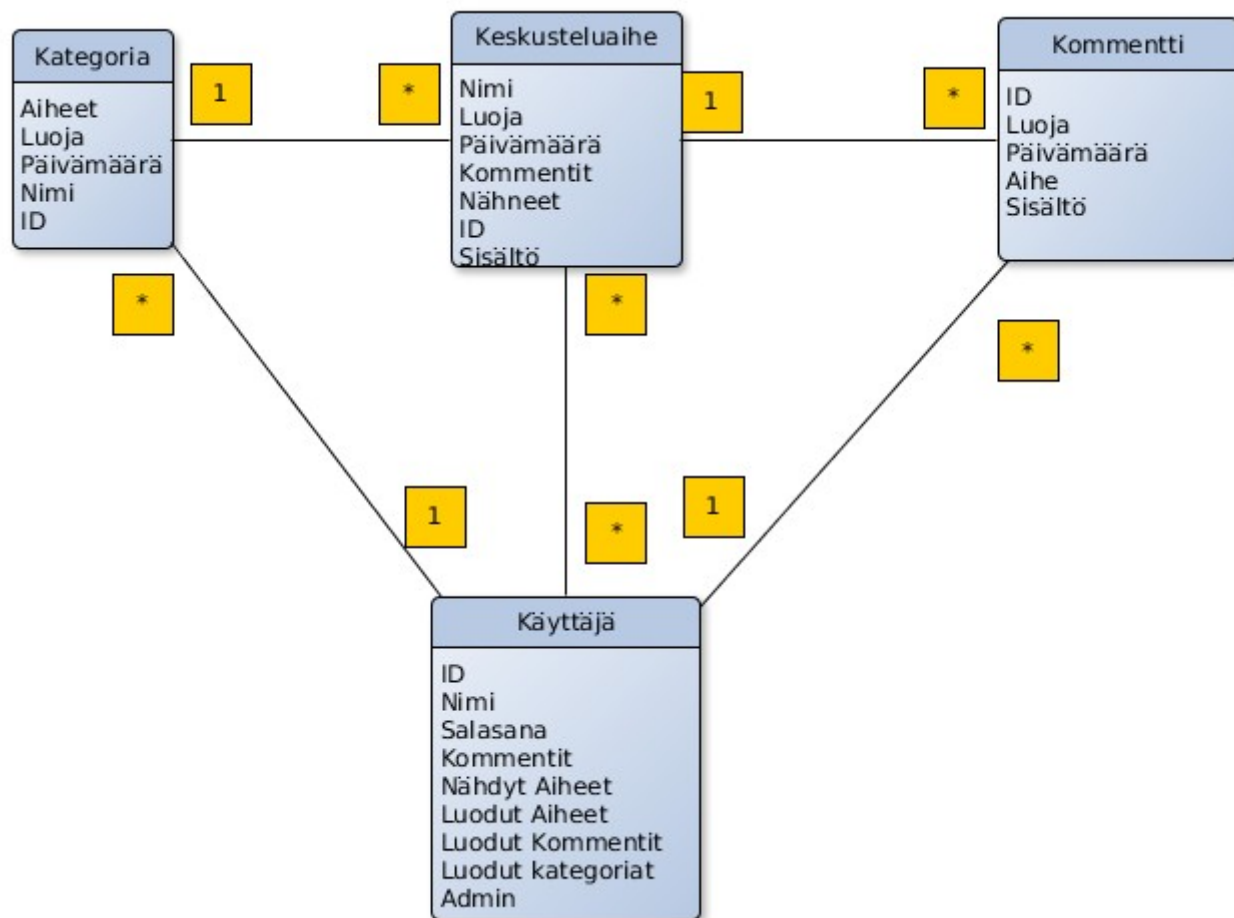 Kategoria
Aiheet
Luoja
Päivämäärä
Nimi
ID
1
*
Keskusteluaihe
Nimi
Luoja
Päivämäärä
Kommentit
Nähneet
ID
Sisältö
1
*
Kommentti
ID
Luoja
Päivämäärä
Aihe
Sisältö
*
*
*
1
*
1
Käyttäjä
ID
Nimi
Salasana
Kommentit
Nähdyt Aiheet
Luodut Aiheet
Luodut Kommentit
Luodut kategoriat
Admin